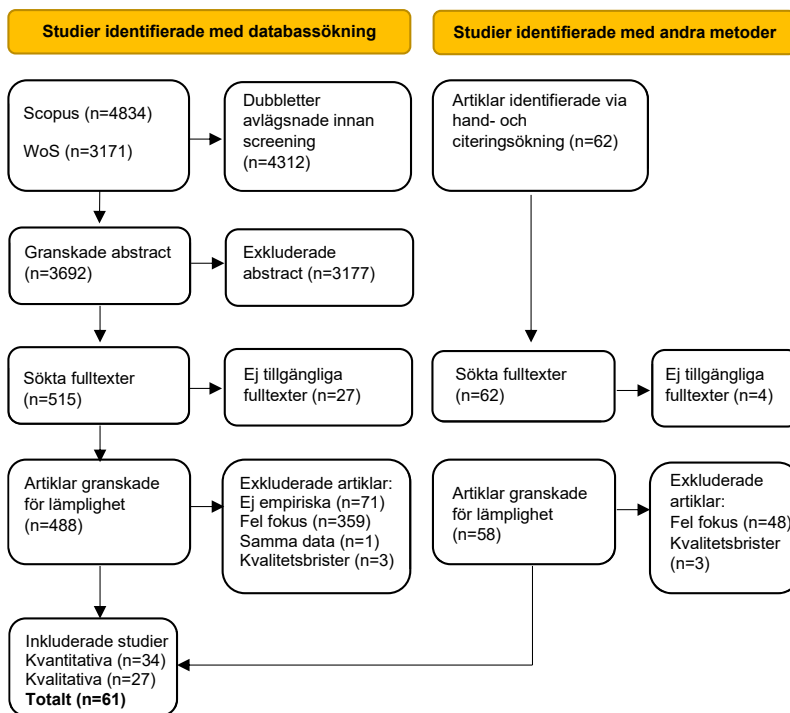 Studier identifierade med databassökning
Studier identifierade med andra metoder
Scopus (n=4834)
WoS (n=3171)
Dubbletter
avlägsnade innan
screening
(n=4312)
Artiklar identifierade via
hand- och
citeringsökning (n=62)
Granskade abstract
(n=3692)
Exkluderade
abstract (n=3177)
Sökta fulltexter
(n=515)
Ej tillgängliga
fulltexter (n=27)
Sökta fulltexter
(n=62)
Ej tillgängliga
fulltexter (n=4)
Artiklar granskade
för lämplighet
(n=488)
Exkluderade artiklar:
Ej empiriska (n=71)
Fel fokus (n=359)
Samma data (n=1)
Kvalitetsbrister (n=3)
Artiklar granskade
för lämplighet
(n=58)
Exkluderade
artiklar:
Fel fokus (n=48)
Kvalitetsbrister
(n=3)
Inkluderade studier
Kvantitativa (n=34)
Kvalitativa (n=27)
Totalt (n=61)